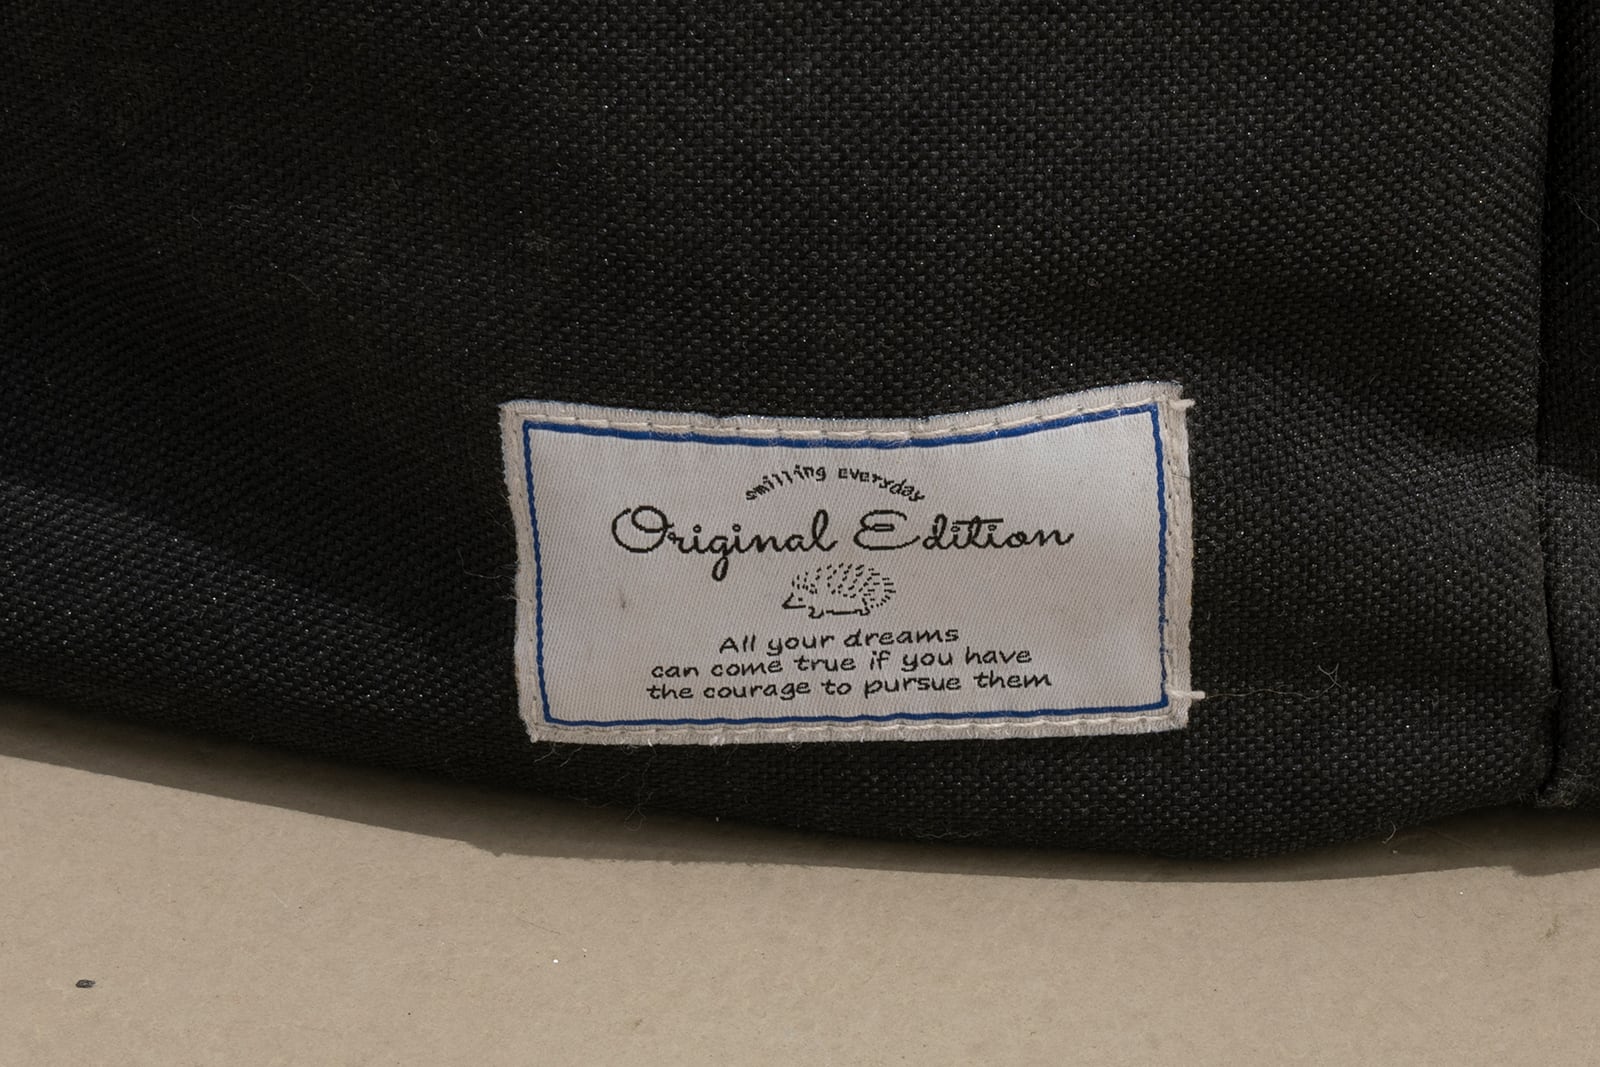 smilling everyday
Original Edition
All your dreams
can come true if you have
the courage to pursue them